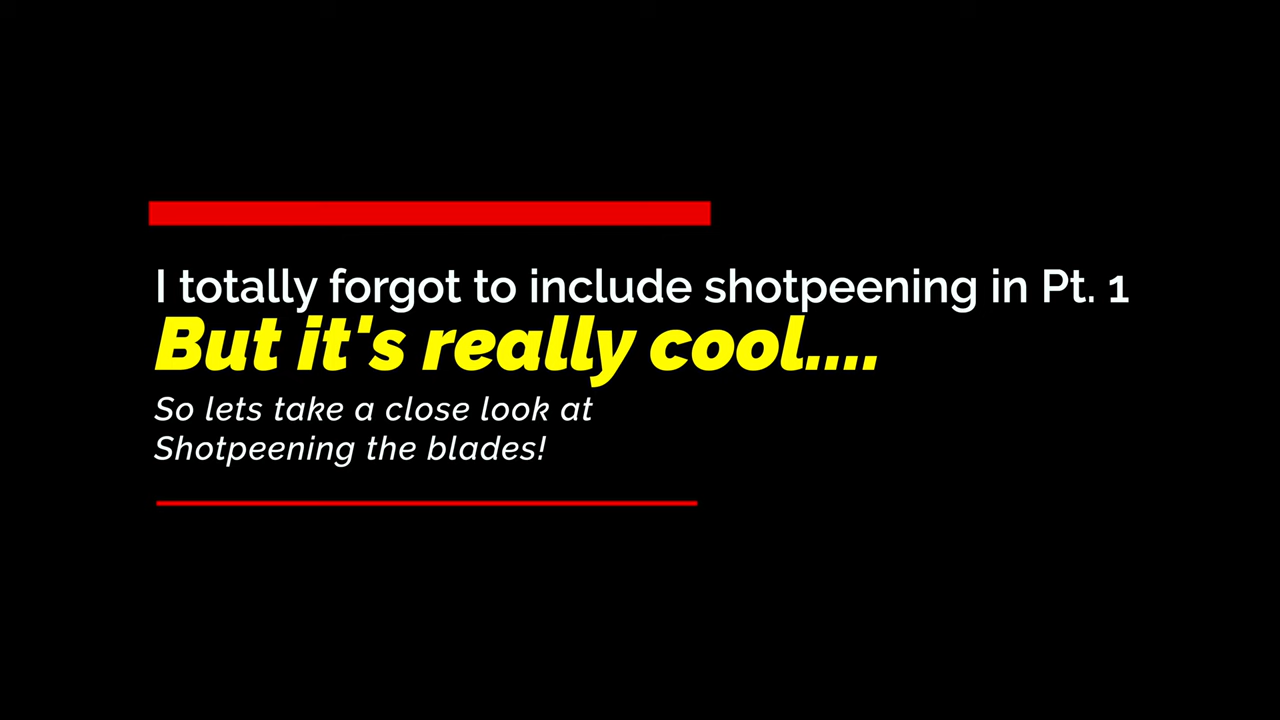 I totally forgot to include shotpeening in Pt. 1
But it's really cool....
So lets take a close look at
Shotpeening the blades!